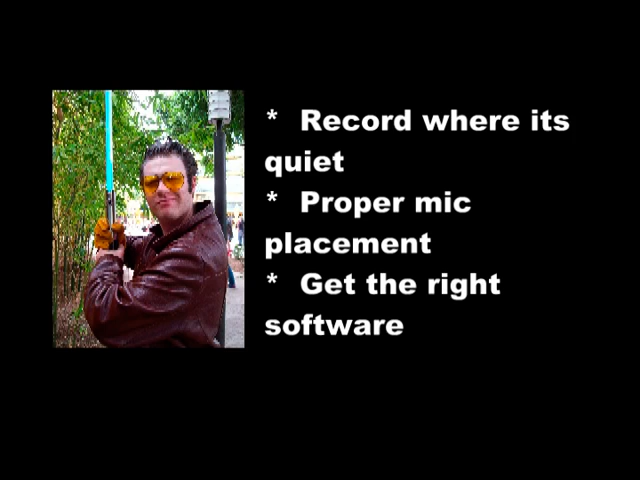 * Record where its
quiet
* Proper mic
placement
* Get the right
software